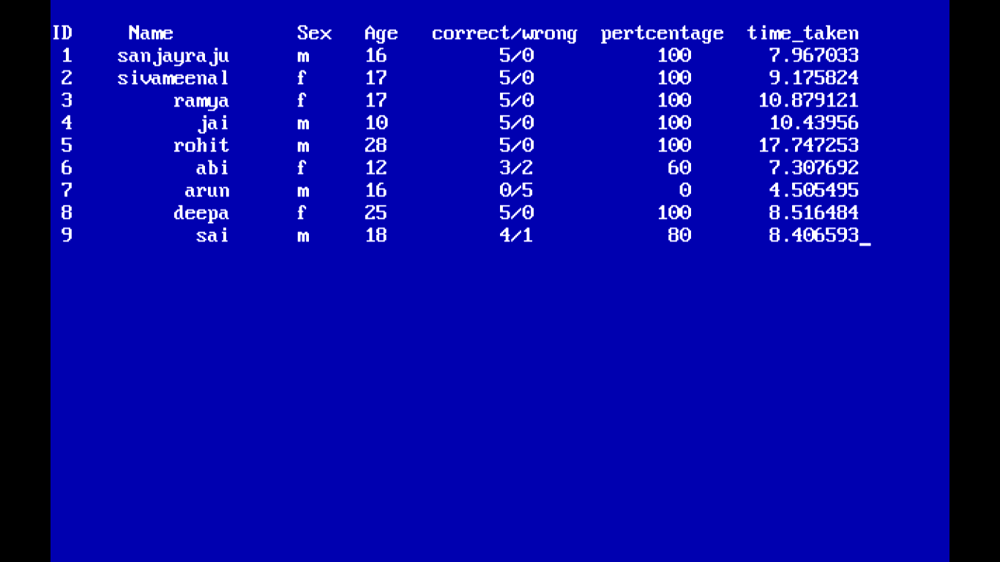 ID Name Sex Age correct/wrong pertcentage time_taken
1 sanjayraju m 16 5/0 100 7.967033
2 sivameenal f 17 5/0 100 9.175824
3 ramya f 17 5/0 100 10.879121
4 jai m 10 5/0 100 10.43956
5 rohit m 28 5/0 100 17.747253
6 abi f 12 3/2 60 7.307692
7 arun m 16 0/5 0 4.505495
8 deepa f 25 5/0 100 8.516484
9 sai m 18 4/1 80 8.406593_